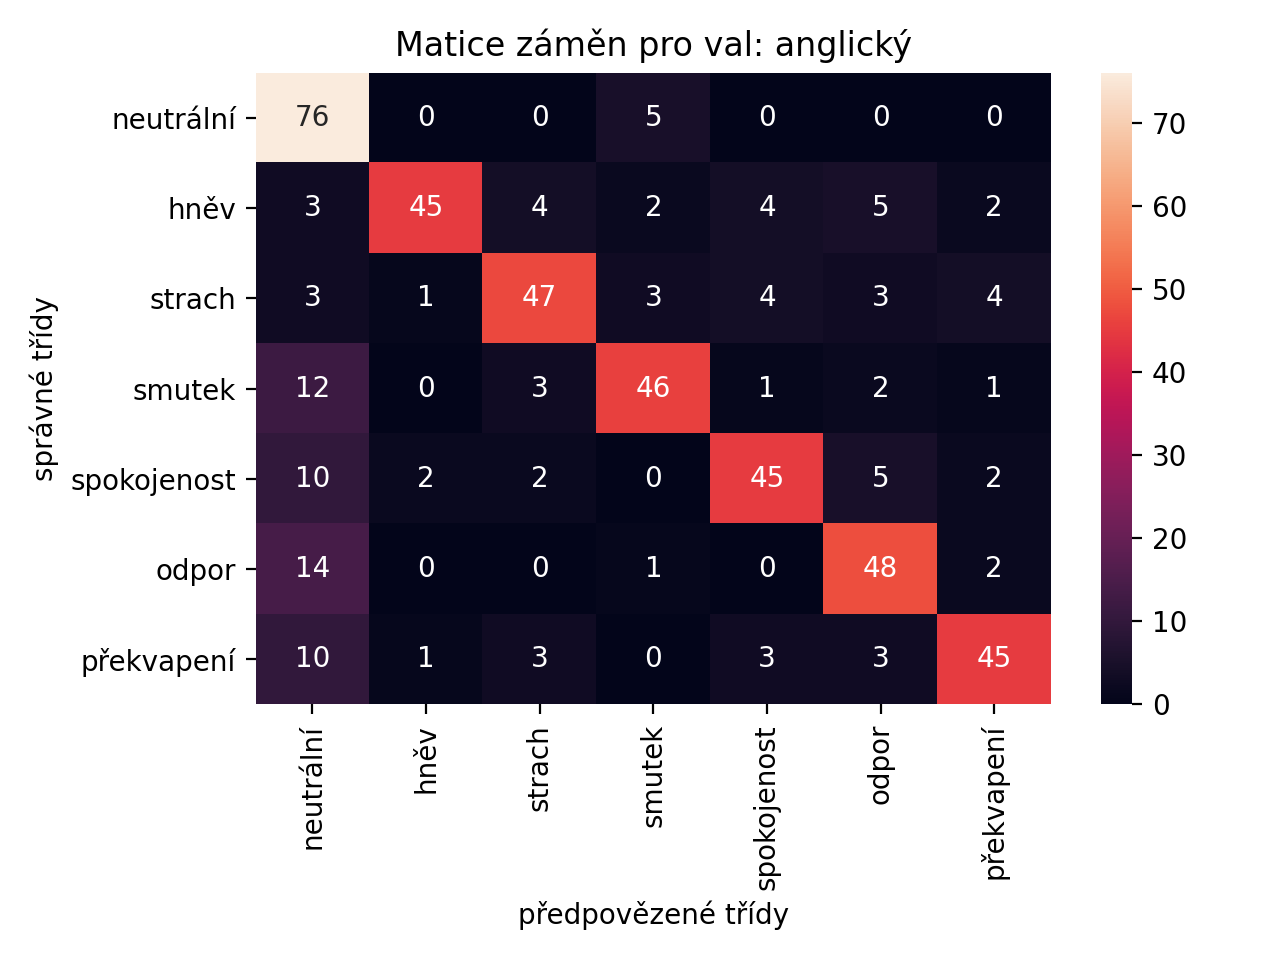 Matice záměn pro val: anglický
neutrální 76 0 0 5 0 0 0
hněv 3 45 4 2 4 5 2
strach 3 1 47 3 4 3 4
smutek 12 0 3 46 1 2 1
spokojenost 10 2 2 0 45 5 2
odpor 14 0 0 1 0 48 2
překvapení 10 1 3 0 3 3 45
správné třídy
neutrální
hněv
strach
smutek
spokojenost
odpor
překvapení
předpovězené třídy
70
60
50
40
30
20
10
0